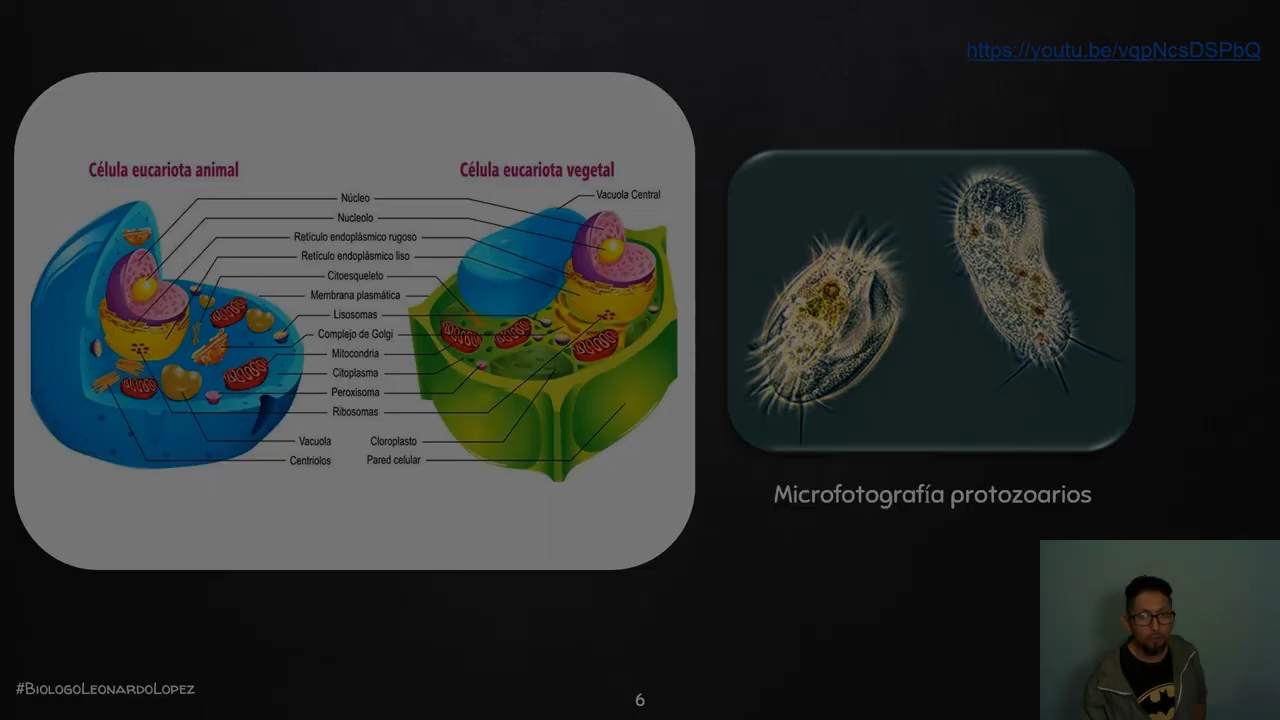 https://youtu.be/vqpNcsDSPbQ
Célula eucariota animal
Célula eucariota vegetal
Núcleo
Vacuola Central
Nucleolo
Retículo endoplásmico rugoso
Retículo endoplásmico liso
Citoesqueleto
Membrana plasmática
Lisosomas
Complejo de Golgi
Mitocondria
Citoplasma
Peroxisoma
Ribosomas
Vacuola
Cloroplasto
Centriolos
Pared celular
Microfotografía protozoarios
#BiologoLeonardoLopez
6